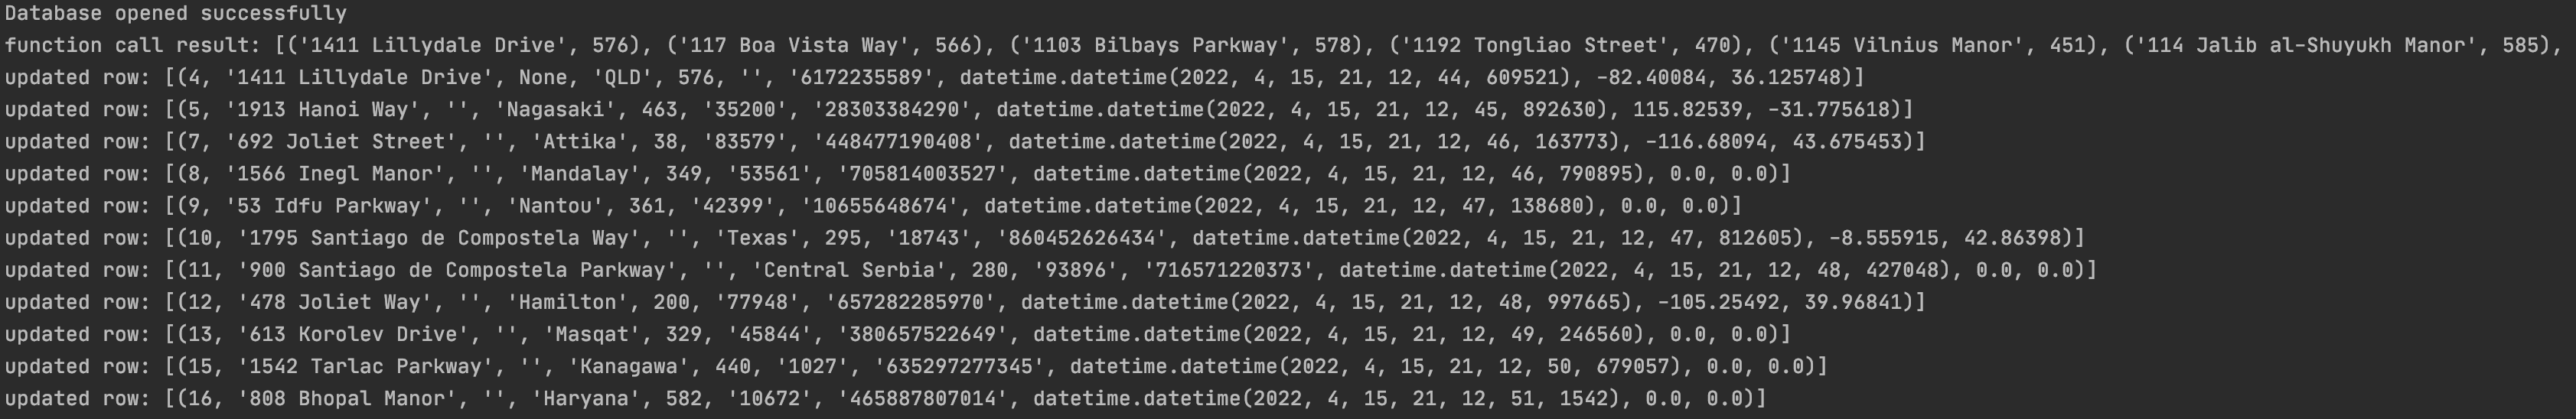 Database opened successfully
function call result: [('1411 Lillydale Drive', 576), ('117 Boa Vista Way', 566), ('1103 Bilbays Parkway', 578), ('1192 Tongliao Street', 470), ('1145 Vilnius Manor', 451), ('114 Jalib al-Shuyukh Manor', 585),
updated row: [(4, '1411 Lillydale Drive', None, 'QLD', 576, '', '6172235589', datetime.datetime(2022, 4, 15, 21, 12, 44, 609521), -82.40084, 36.125748)]
updated row: [(5, '1913 Hanoi Way', '', 'Nagasaki', 463, '35200', '28303384290', datetime.datetime(2022, 4, 15, 21, 12, 45, 892630), 115.82539, -31.775618)]
updated row: [(7, '692 Joliet Street', '', 'Attika', 38, '83579', '448477190408', datetime.datetime(2022, 4, 15, 21, 12, 46, 163773), -116.68094, 43.675453)]
updated row: [(8, '1566 Inegl Manor', '', 'Mandalay', 349, '53561', '705814003527', datetime.datetime(2022, 4, 15, 21, 12, 46, 790895), 0.0, 0.0)]
updated row: [(9, '53 Idfu Parkway', '', 'Nantou', 361, '42399', '10655648674', datetime.datetime(2022, 4, 15, 21, 12, 47, 138680), 0.0, 0.0)]
updated row: [(10, '1795 Santiago de Compostela Way', '', 'Texas', 295, '18743', '860452626434', datetime.datetime(2022, 4, 15, 21, 12, 47, 812605), -8.555915, 42.86398)]
updated row: [(11, '900 Santiago de Compostela Parkway', '', 'Central Serbia', 280, '93896', '716571220373', datetime.datetime(2022, 4, 15, 21, 12, 48, 427048), 0.0, 0.0)]
updated row: [(12, '478 Joliet Way', '', 'Hamilton', 200, '77948', '657282285970', datetime.datetime(2022, 4, 15, 21, 12, 48, 997665), -105.25492, 39.96841)]
updated row: [(13, '613 Korolev Drive', '', 'Masqat', 329, '45844', '380657522649', datetime.datetime(2022, 4, 15, 21, 12, 49, 246560), 0.0, 0.0)]
updated row: [(15, '1542 Tarlac Parkway', '', 'Kanagawa', 440, '1027', '635297277345', datetime.datetime(2022, 4, 15, 21, 12, 50, 679057), 0.0, 0.0)]
updated row: [(16, '808 Bhopal Manor', '', 'Haryana', 582, '10672', '465887807014', datetime.datetime(2022, 4, 15, 21, 12, 51, 1542), 0.0, 0.0)]